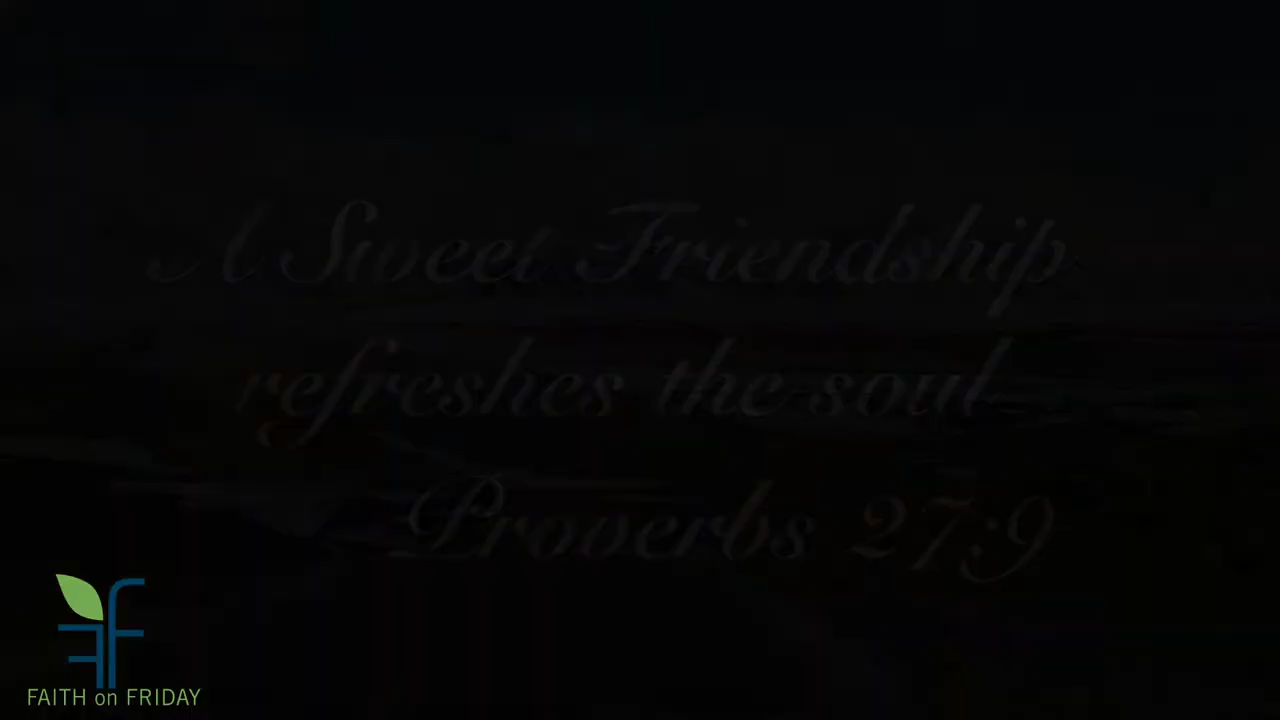 A Sweet Friendship
refreshes the soul
Proverbs 27:9
FAITH on FRIDAY